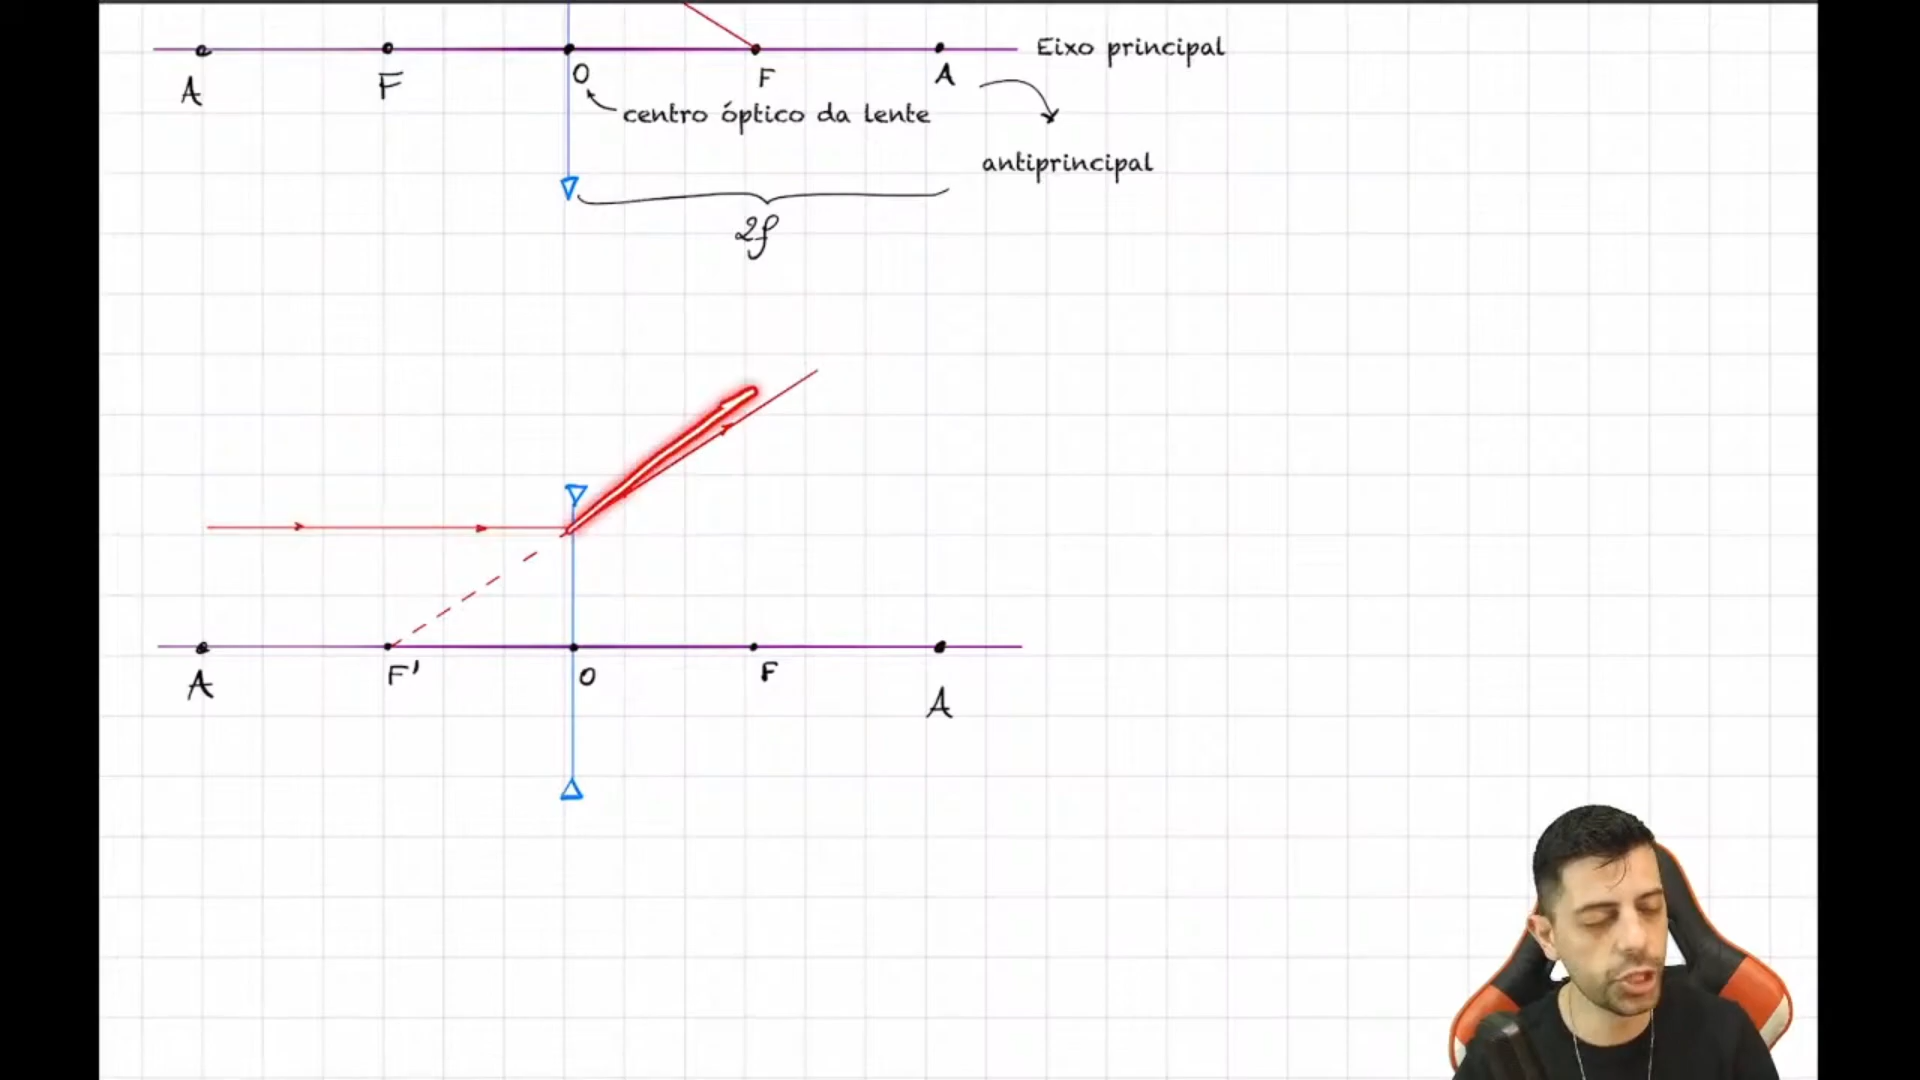 Eixo principal
A F O F A
centro óptico da lente
antiprincipal
2f
A F' O F A